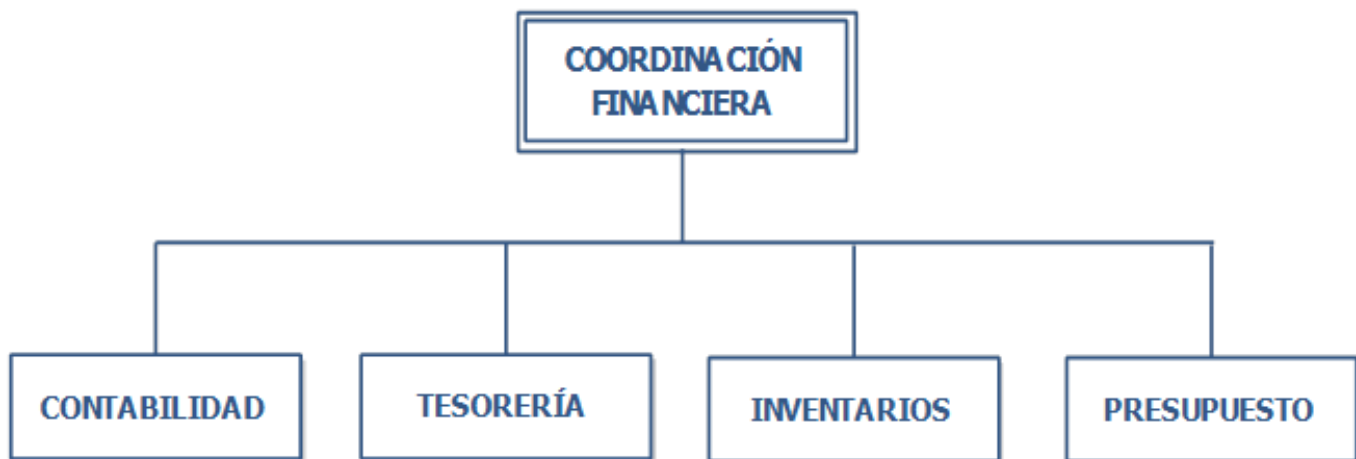 COORDINACIÓN
FINANCIERA
CONTABILIDAD
TESORERÍA
INVENTARIOS
PRESUPUESTO